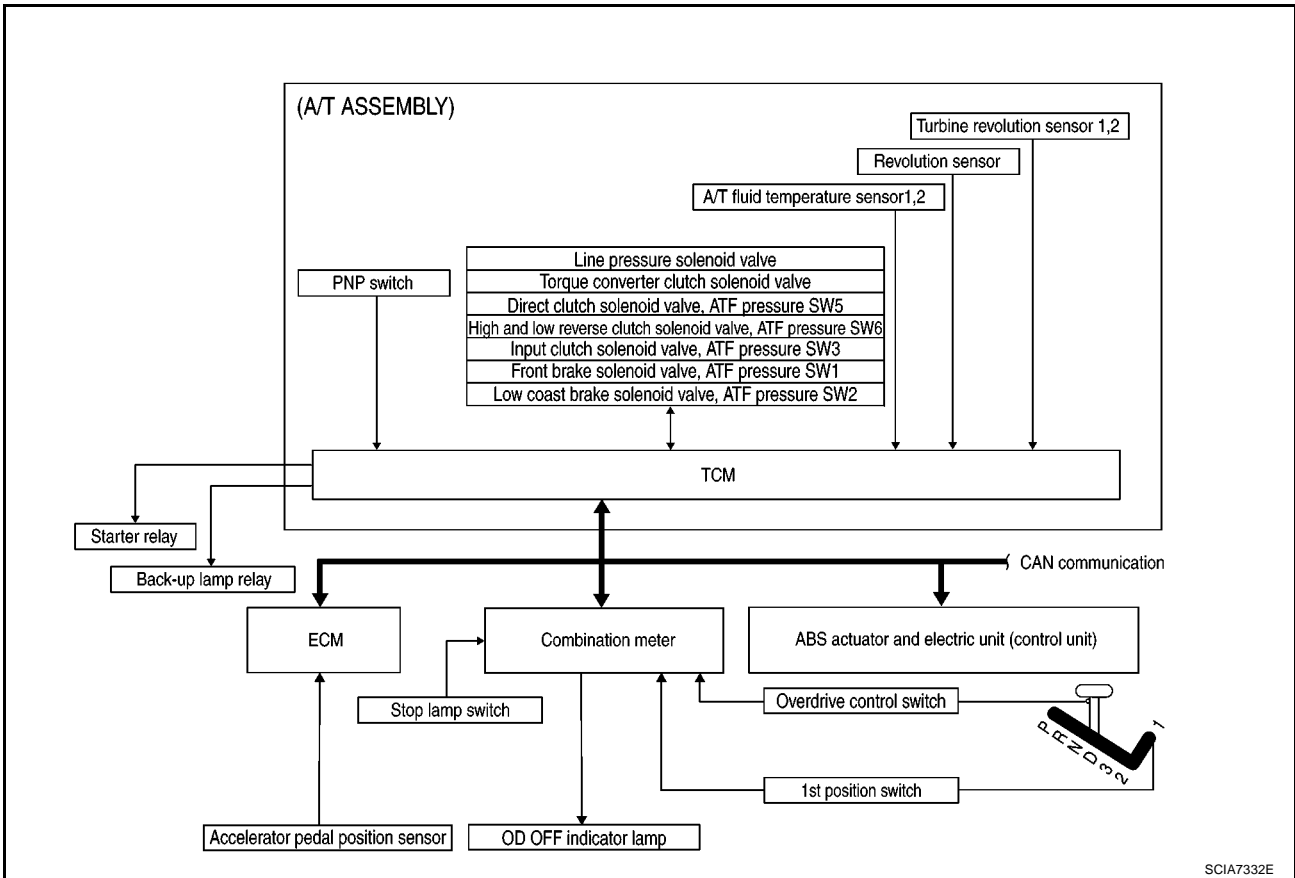 (A/T ASSEMBLY)
Turbine revolution sensor 1,2
Revolution sensor
A/T fluid temperature sensor1,2
PNP switch
Line pressure solenoid valve
Torque converter clutch solenoid valve
Direct clutch solenoid valve, ATF pressure SW5
High and low reverse clutch solenoid valve, ATF pressure SW6
Input clutch solenoid valve, ATF pressure SW3
Front brake solenoid valve, ATF pressure SW1
Low coast brake solenoid valve, ATF pressure SW2
TCM
Starter relay
Back-up lamp relay
CAN communication
ECM
Combination meter
ABS actuator and electric unit (control unit)
Stop lamp switch
Overdrive control switch
P R N D 3 2 1
1st position switch
Accelerator pedal position sensor
OD OFF indicator lamp
SCIA7332E